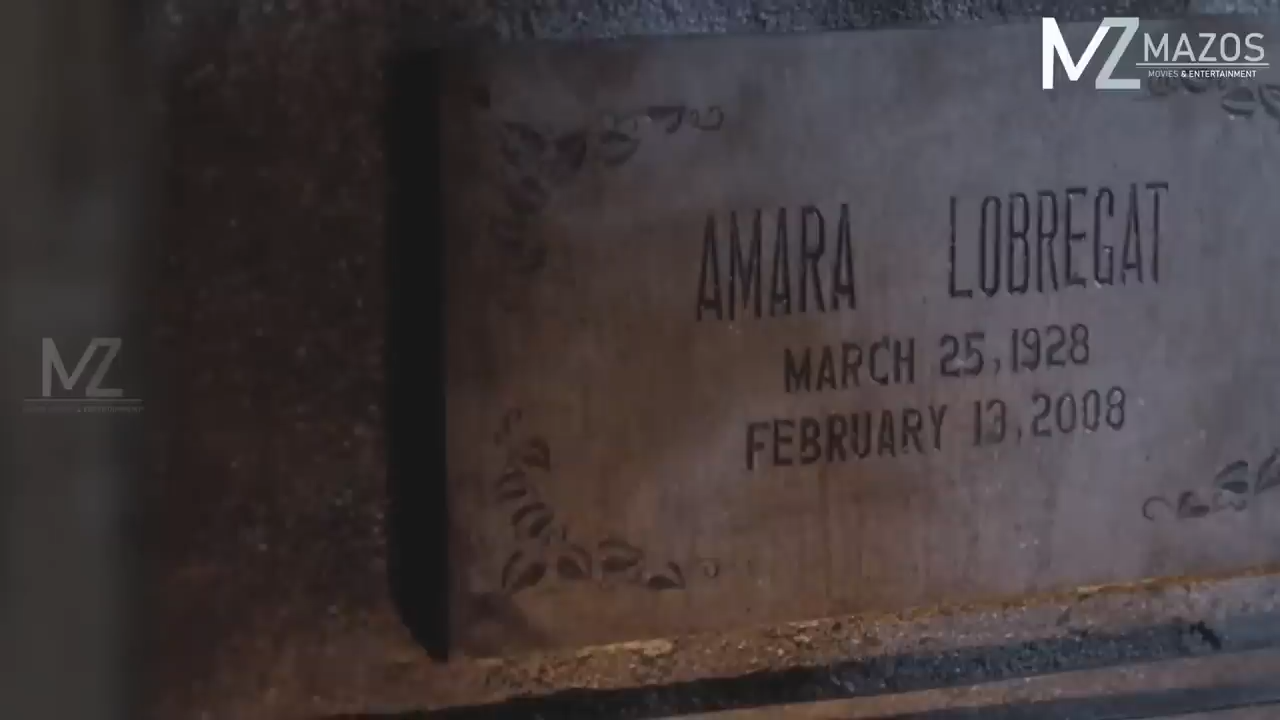 MZ MAZOS
MOVIES & ENTERTAINMENT
AMARA LOBREGAT
MARCH 25, 1928
FEBRUARY 13, 2008
MZ